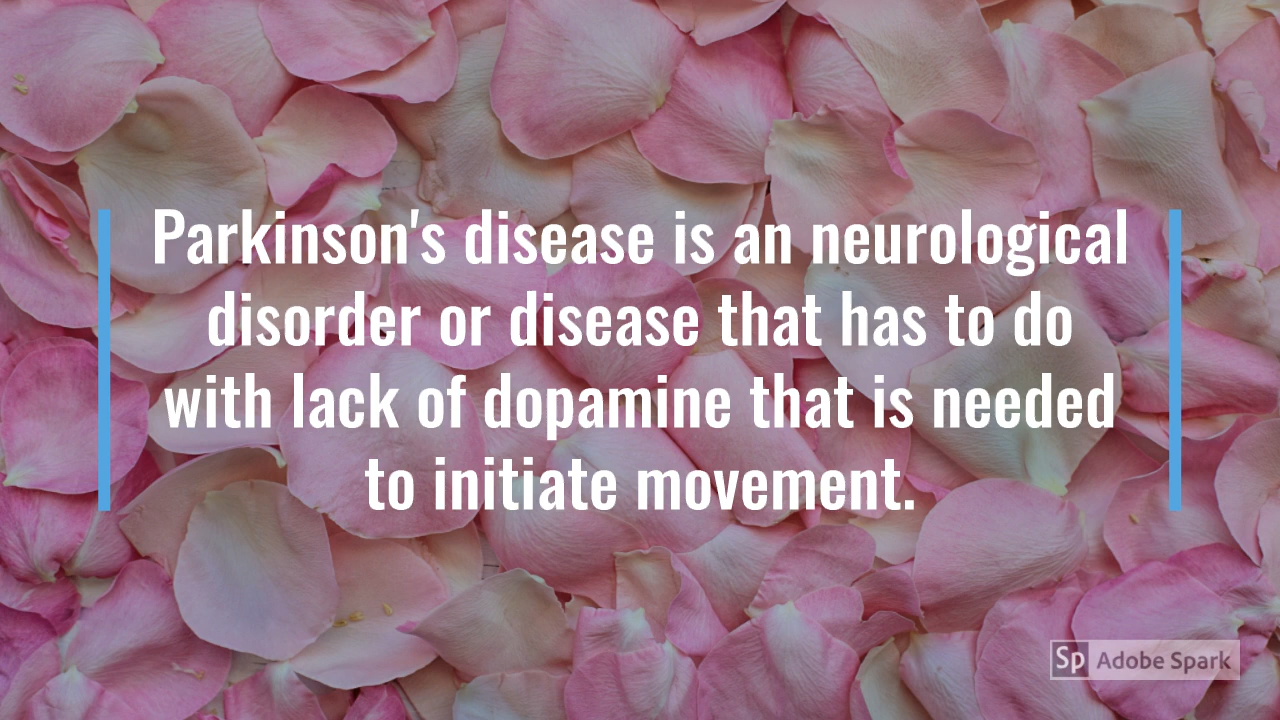 Parkinson's disease is an neurological
disorder or disease that has to do
with lack of dopamine that is needed
to initiate movement.
Sp Adobe Spark